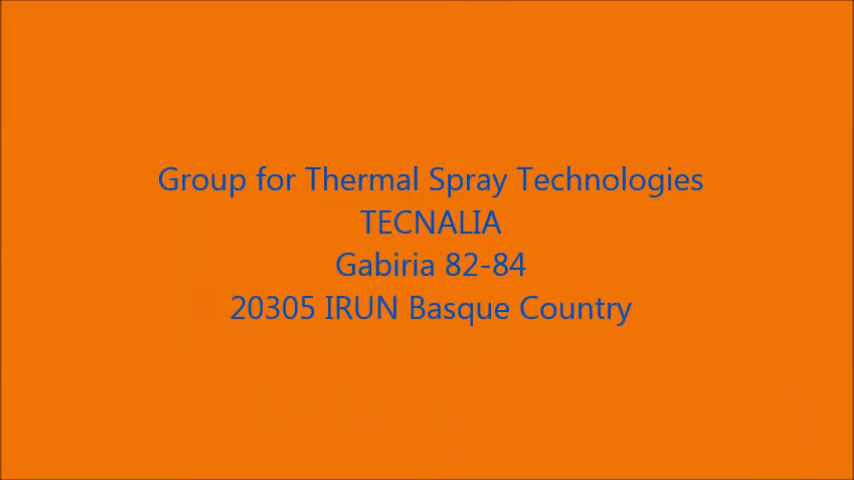 Group for Thermal Spray Technologies
TECNALIA
Gabiria 82-84
20305 IRUN Basque Country